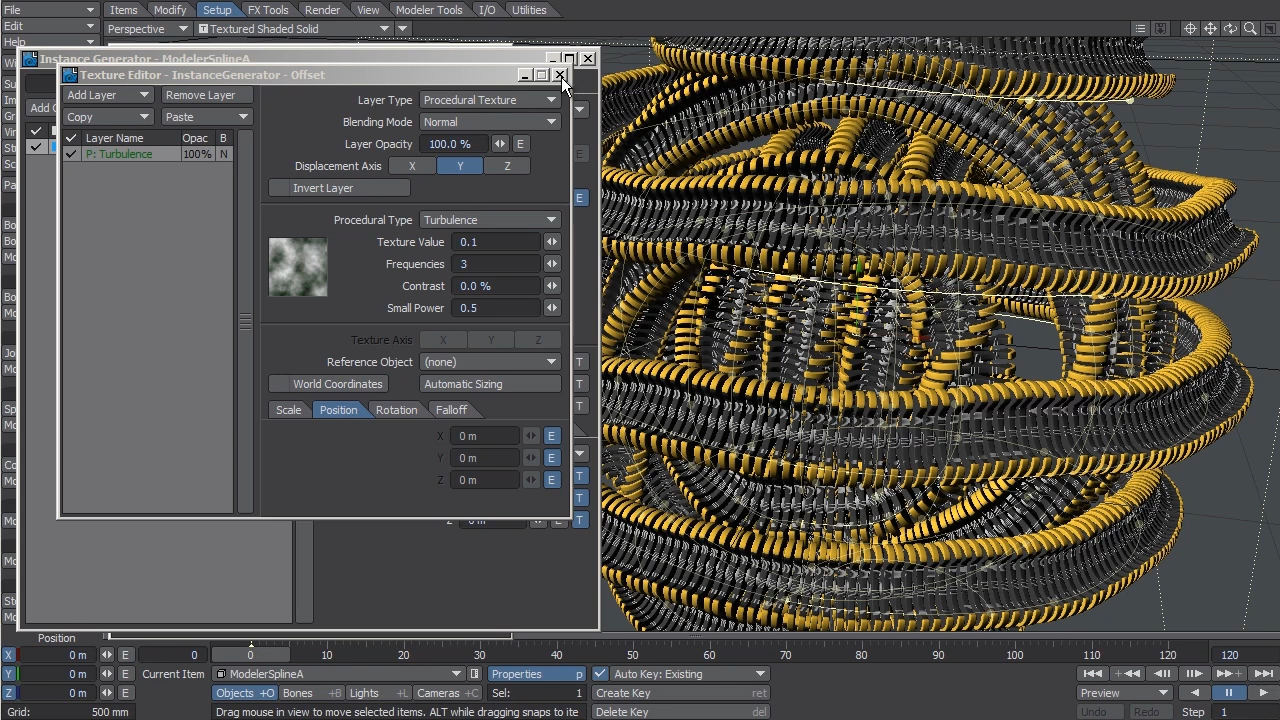 File Items Modify Setup FX Tools Render View Modeler Tools I/O Utilities
Edit Perspective Textured Shaded Solid
Help
Instance Generator - ModelerSplineA
Texture Editor - InstanceGenerator - Offset
Add Layer Remove Layer Layer Type Procedural Texture
Copy Paste Blending Mode Normal
Layer Name Opac B Layer Opacity 100.0 % E
P: Turbulence 100% N Displacement Axis X Y Z
Invert Layer
Procedural Type Turbulence
Texture Value 0.1
Frequencies 3
Contrast 0.0 %
Small Power 0.5
Texture Axis X Y Z
Reference Object (none)
World Coordinates Automatic Sizing
Scale Position Rotation Falloff
X 0 m E
Y 0 m E
Z 0 m E
Position
X 0 m E 0 0 10 20 30 40 50 60 70 80 90 100 110 120 120
Y 0 m E Current Item ModelerSplineA Properties p Auto Key: Existing
Z 0 m E Objects +O Bones +B Lights +L Cameras +C Sel: 1 Create Key ret Preview
Grid: 500 mm Drag mouse in view to move selected items. ALT while dragging snaps to ite Delete Key del Undo Redo Step 1